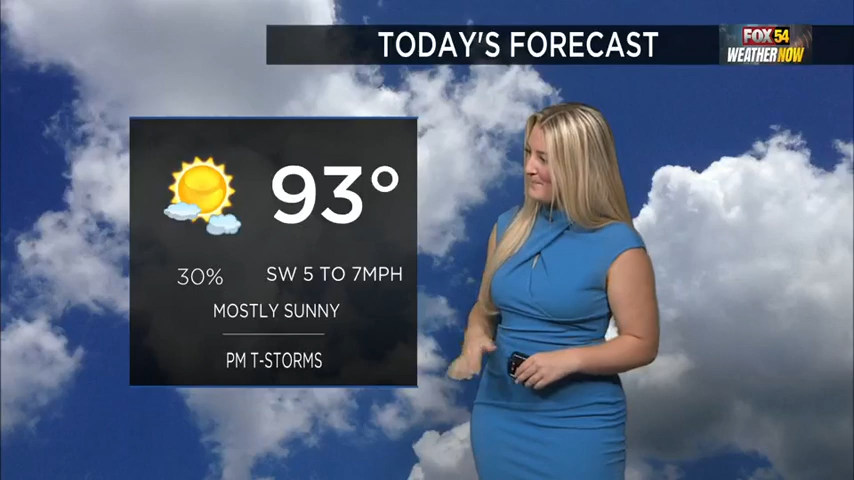 TODAY'S FORECAST
FOX 54
WEATHER NOW
93°
30% SW 5 TO 7MPH
MOSTLY SUNNY
PM T-STORMS